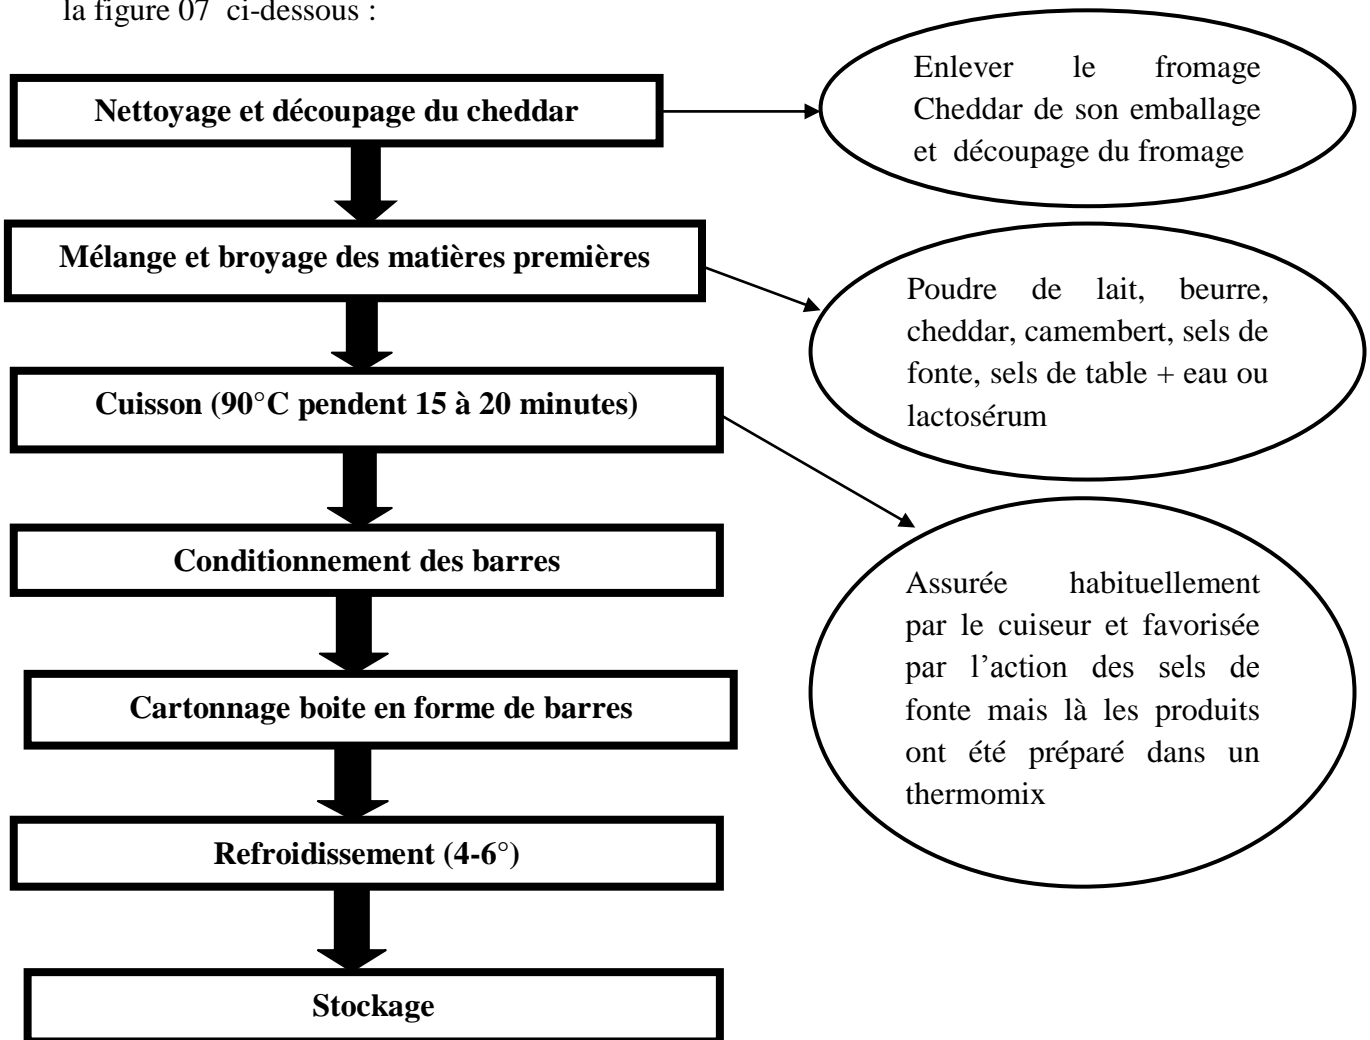 la figure 07 ci-dessous :
Nettoyage et découpage du cheddar
Enlever le fromage
Cheddar de son emballage
et découpage du fromage
Mélange et broyage des matières premières
Poudre de lait, beurre,
cheddar, camembert, sels de
fonte, sels de table + eau ou
lactosérum
Cuisson (90°C pendent 15 à 20 minutes)
Assurée habituellement
par le cuiseur et favorisée
par l’action des sels de
fonte mais là les produits
ont été préparé dans un
thermomix
Conditionnement des barres
Cartonnage boite en forme de barres
Refroidissement (4-6°)
Stockage